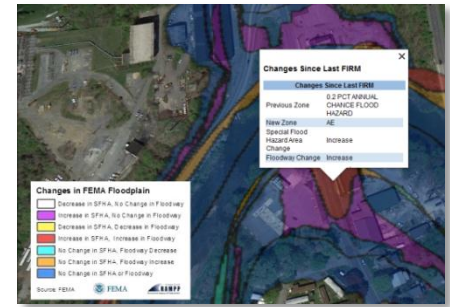 Changes Since Last FIRM
Changes Since Last FIRM
Previous Zone 0.2 PCT ANNUAL CHANCE FLOOD HAZARD
New Zone AE
Special Flood Hazard Area Change Increase
Floodway Change Increase
Changes in FEMA Floodplain
Decrease in SFHA, No Change in Floodway
Increase in SFHA, No Change in Floodway
Decrease in SFHA, Decrease in Floodway
Increase in SFHA, Increase in Floodway
No Change in SFHA, Floodway Decrease
No Change in SFHA, Floodway Increase
No Change in SFHA or Floodway
Source: FEMA
FEMA
RAMPP